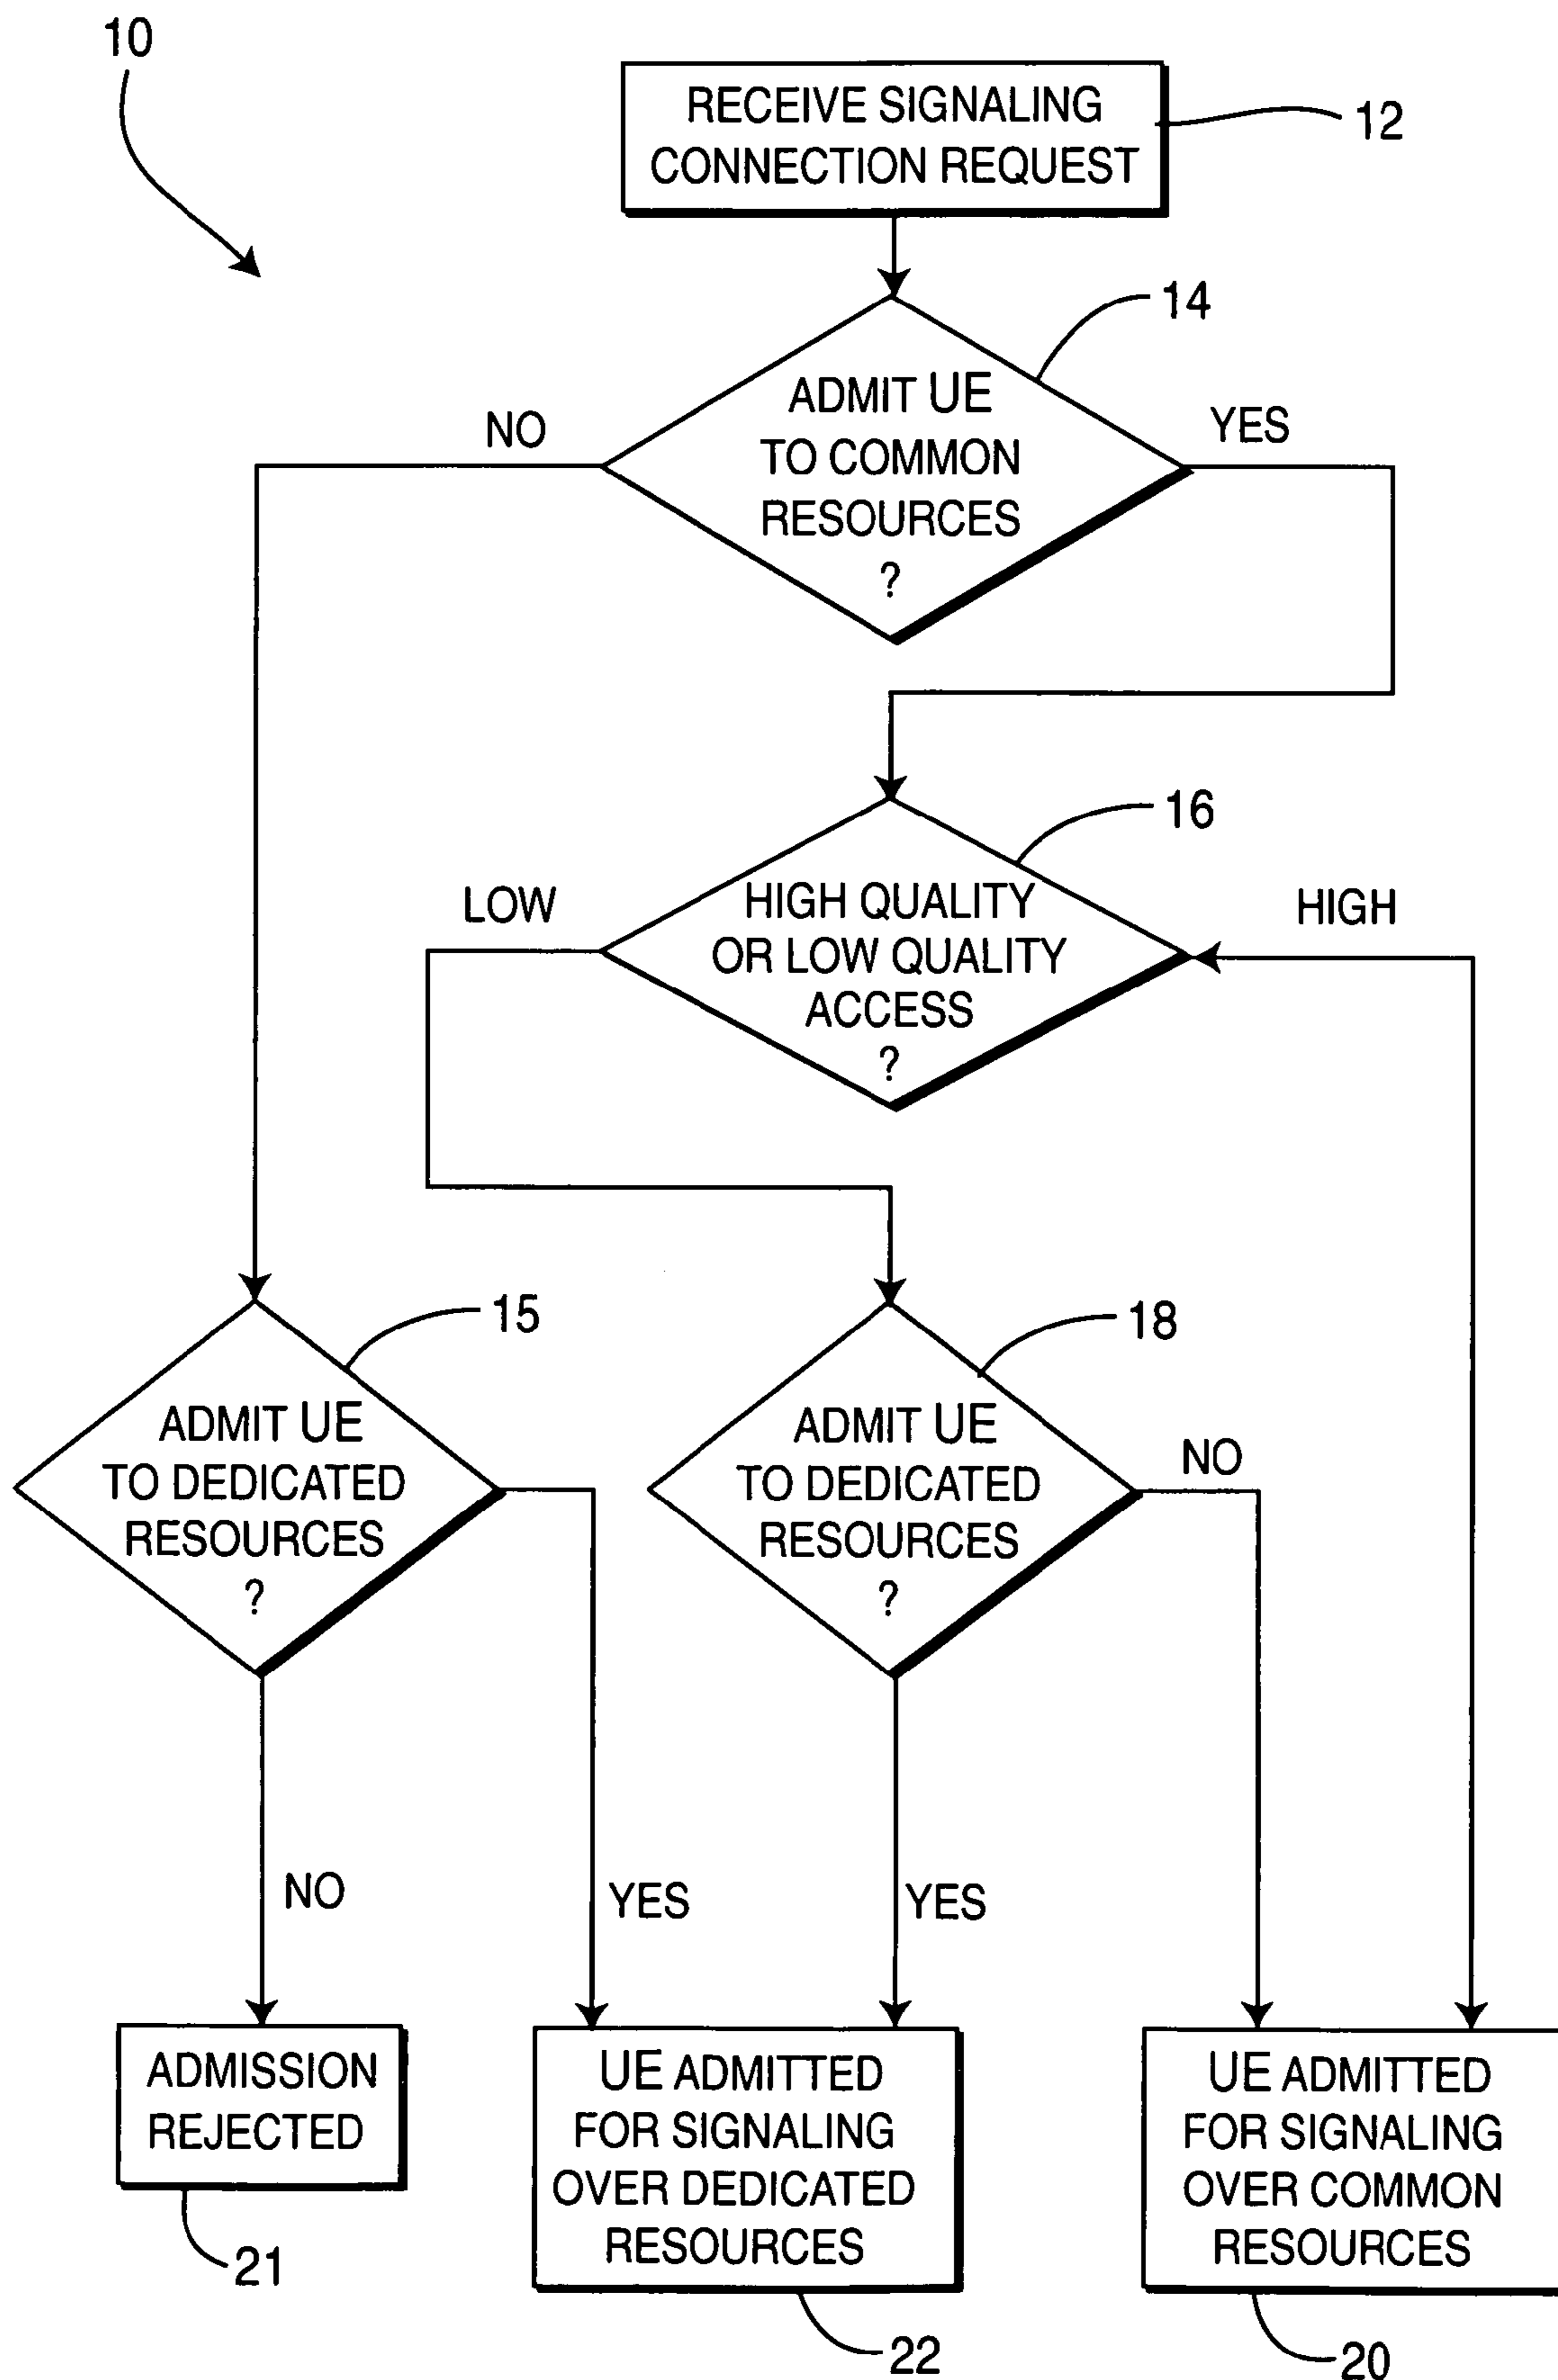 10
RECEIVE SIGNALING
CONNECTION REQUEST
12
14
ADMIT UE
TO COMMON
RESOURCES
?
NO
YES
16
HIGH QUALITY
OR LOW QUALITY
ACCESS
?
LOW
HIGH
15
ADMIT UE
TO DEDICATED
RESOURCES
?
18
ADMIT UE
TO DEDICATED
RESOURCES
?
NO
NO
YES
YES
ADMISSION
REJECTED
21
UE ADMITTED
FOR SIGNALING
OVER DEDICATED
RESOURCES
22
UE ADMITTED
FOR SIGNALING
OVER COMMON
RESOURCES
20